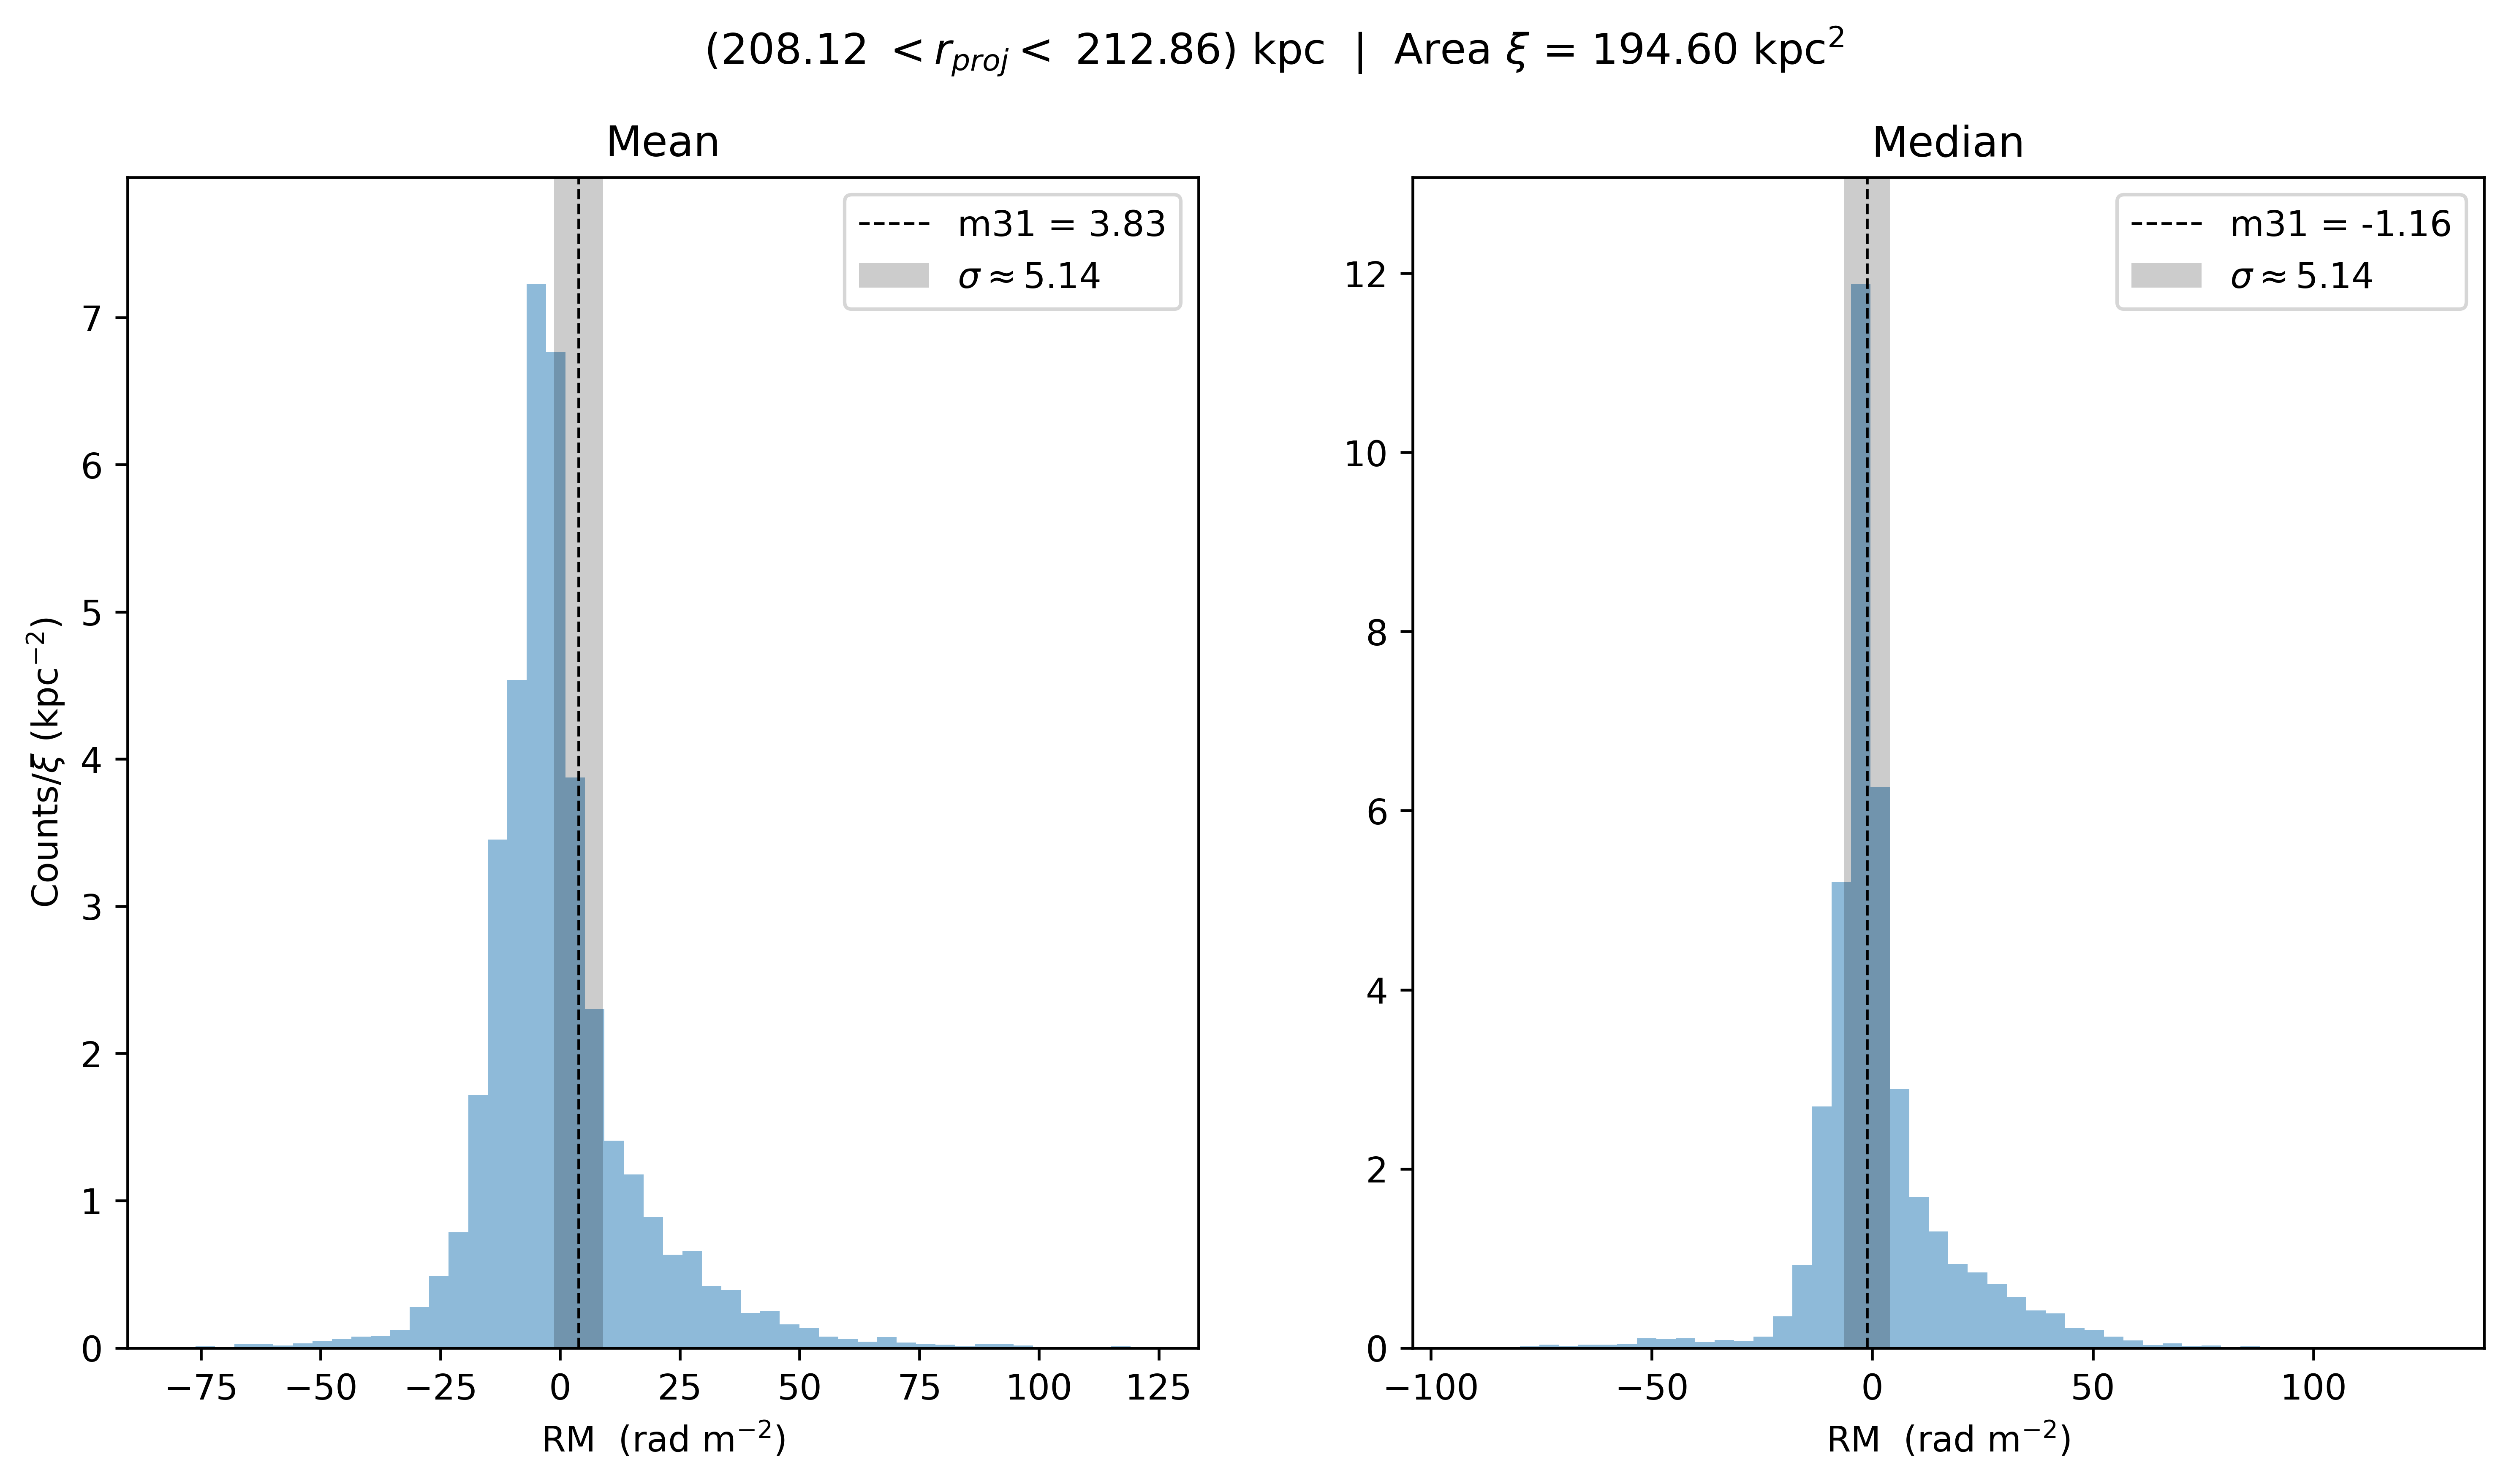 (208.12 < r_proj < 212.86) kpc | Area ξ = 194.60 kpc²
Mean
m31 = 3.83
σ ≈ 5.14
Counts/ξ (kpc⁻²)
7
6
5
4
3
2
1
0
−75 −50 −25 0 25 50 75 100 125
RM (rad m⁻²)
Median
m31 = -1.16
σ ≈ 5.14
12
10
8
6
4
2
0
−100 −50 0 50 100
RM (rad m⁻²)